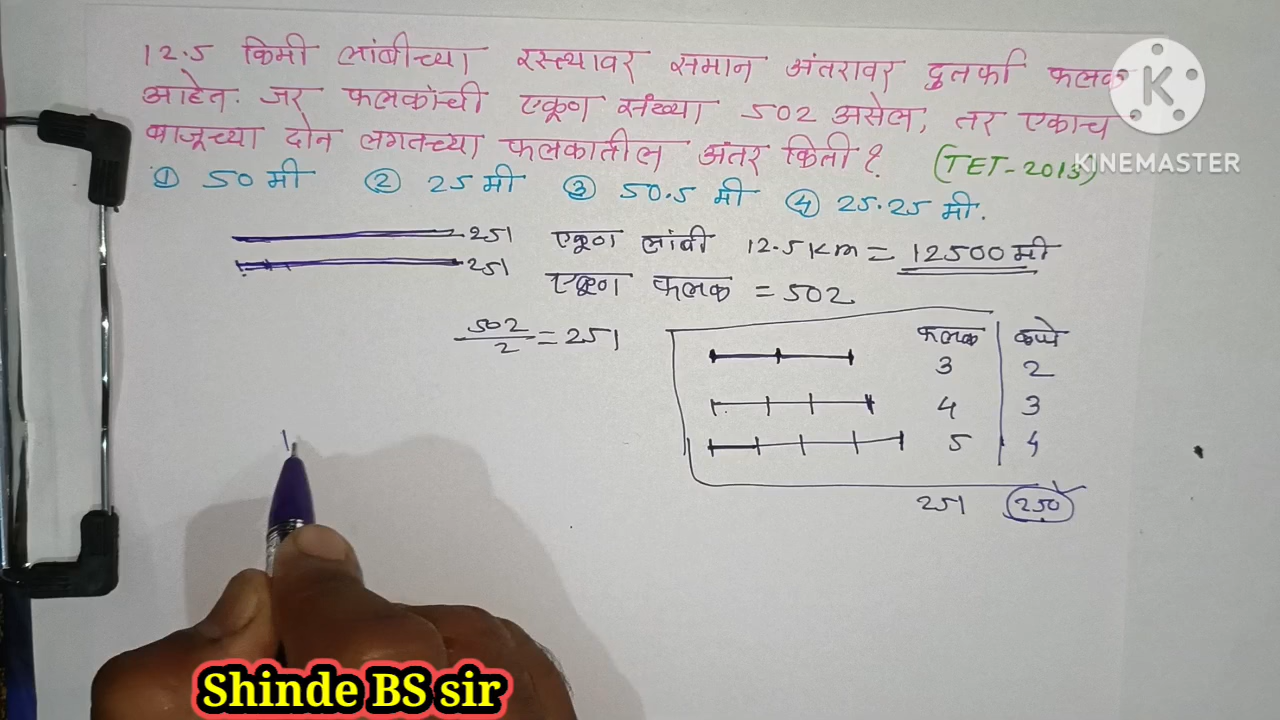 12.5 किमी लांबीच्या रस्त्यावर समान अंतरावर दुतर्फा फलक
आहेत. जर फलकांची एकूण संख्या 502 असेल, तर एकाच
बाजूच्या दोन लगतच्या फलकातील अंतर किती? (TET-2013)
① 50 मी ② 25 मी ③ 50.5 मी ④ 25.25 मी.
K
KINEMASTER
251 एकूण लांबी 12.5 KM = 12500 मी
251 एकूण फलक = 502
502/2 = 251
फलक कप्पे
3 2
4 3
5 4
251 250
Shinde BS sir